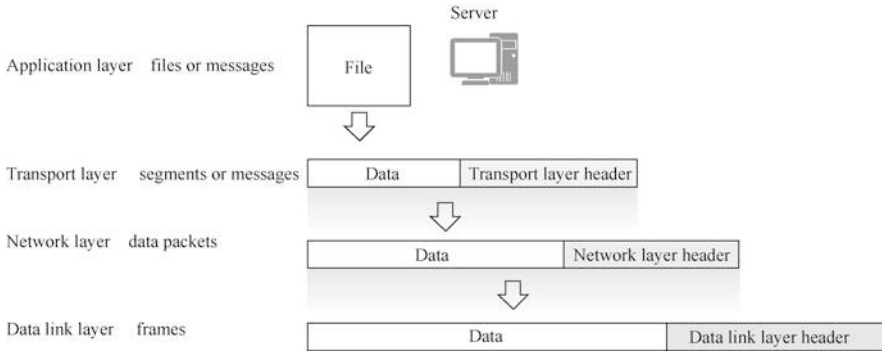 Server
Application layer files or messages File
Transport layer segments or messages Data Transport layer header
Network layer data packets Data Network layer header
Data link layer frames Data Data link layer header